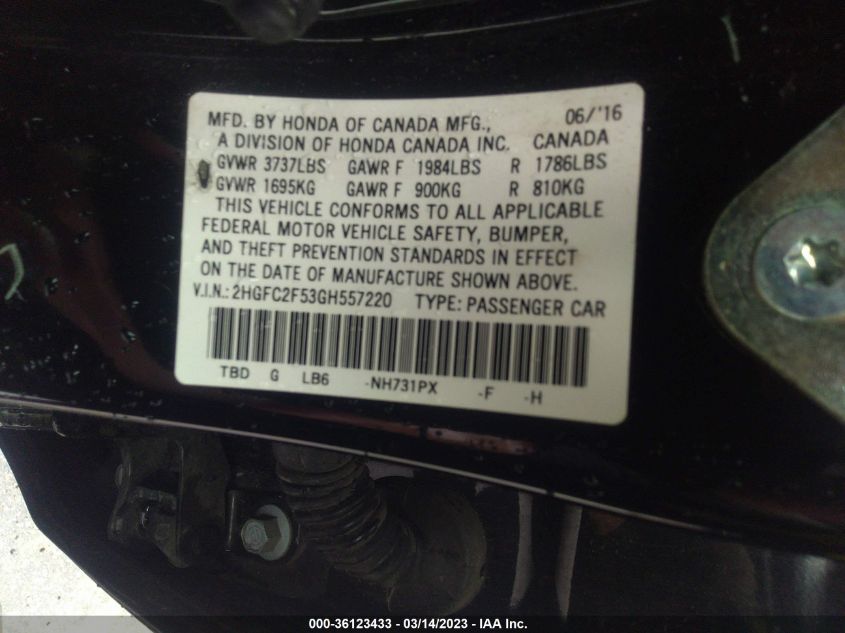 MFD. BY HONDA OF CANADA MFG., 06/'16
A DIVISION OF HONDA CANADA INC. CANADA
GVWR 3737LBS GAWR F 1984LBS R 1786LBS
GVWR 1695KG GAWR F 900KG R 810KG
THIS VEHICLE CONFORMS TO ALL APPLICABLE
FEDERAL MOTOR VEHICLE SAFETY, BUMPER,
AND THEFT PREVENTION STANDARDS IN EFFECT
ON THE DATE OF MANUFACTURE SHOWN ABOVE.
V.I.N.: 2HGFC2F53GH557220 TYPE: PASSENGER CAR
TBD G LB6 -NH731PX -F -H
000-36123433 - 03/14/2023 - IAA Inc.